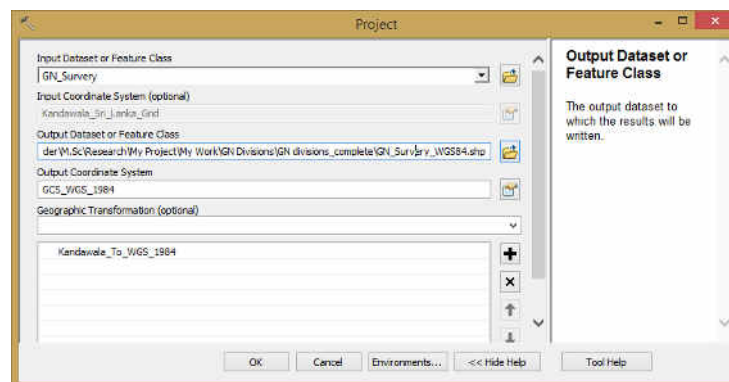 Project
Input Dataset or Feature Class
GN_Survery
Input Coordinate System (optional)
Kandawala_Sri_Lanka_Grid
Output Dataset or Feature Class
der\M.Sc\Research\My Project\My Work\GN Divisions\GN divisions_complete\GN_Survery_WGS84.shp
Output Coordinate System
GCS_WGS_1984
Geographic Transformation (optional)
Kandawala_To_WGS_1984
OK
Cancel
Environments...
<< Hide Help
Output Dataset or
Feature Class
The output dataset to
which the results will be
written.
Tool Help